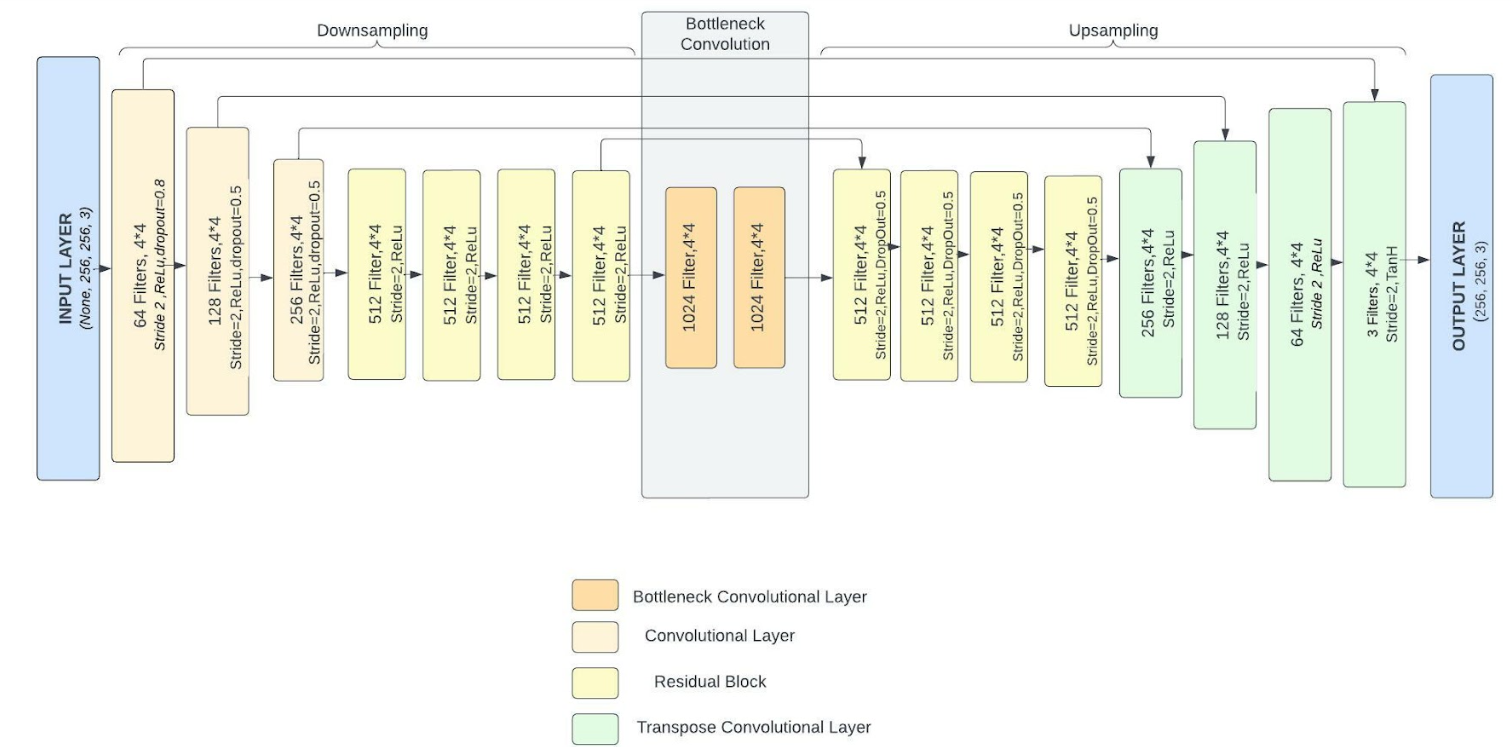 Downsampling
Bottleneck
Convolution
Upsampling
INPUT LAYER
(None, 256, 256, 3)
64 Filters, 4*4
Stride 2 ,ReLu,dropout=0.8
128 Filters,4*4
Stride=2,ReLu,dropout=0.5
256 Filters,4*4
Stride=2,ReLu,dropout=0.5
512 Filter,4*4
Stride=2,ReLu
512 Filter,4*4
Stride=2,ReLu
512 Filter,4*4
Stride=2,ReLu
512 Filter,4*4
Stride=2,ReLu
1024 Filter,4*4
1024 Filter,4*4
512 Filter,4*4
Stride=2,ReLu,DropOut=0.5
512 Filter,4*4
Stride=2,ReLu,DropOut=0.5
512 Filter,4*4
Stride=2,ReLu,DropOut=0.5
512 Filter,4*4
Stride=2,ReLu,DropOut=0.5
256 Filters,4*4
Stride=2,ReLu
128 Filters,4*4
Stride=2,ReLu
64 Filters, 4*4
Stride 2 ,ReLu
3 Filters, 4*4
Stride=2,TanH
OUTPUT LAYER
(256, 256, 3)
Bottleneck Convolutional Layer
Convolutional Layer
Residual Block
Transpose Convolutional Layer